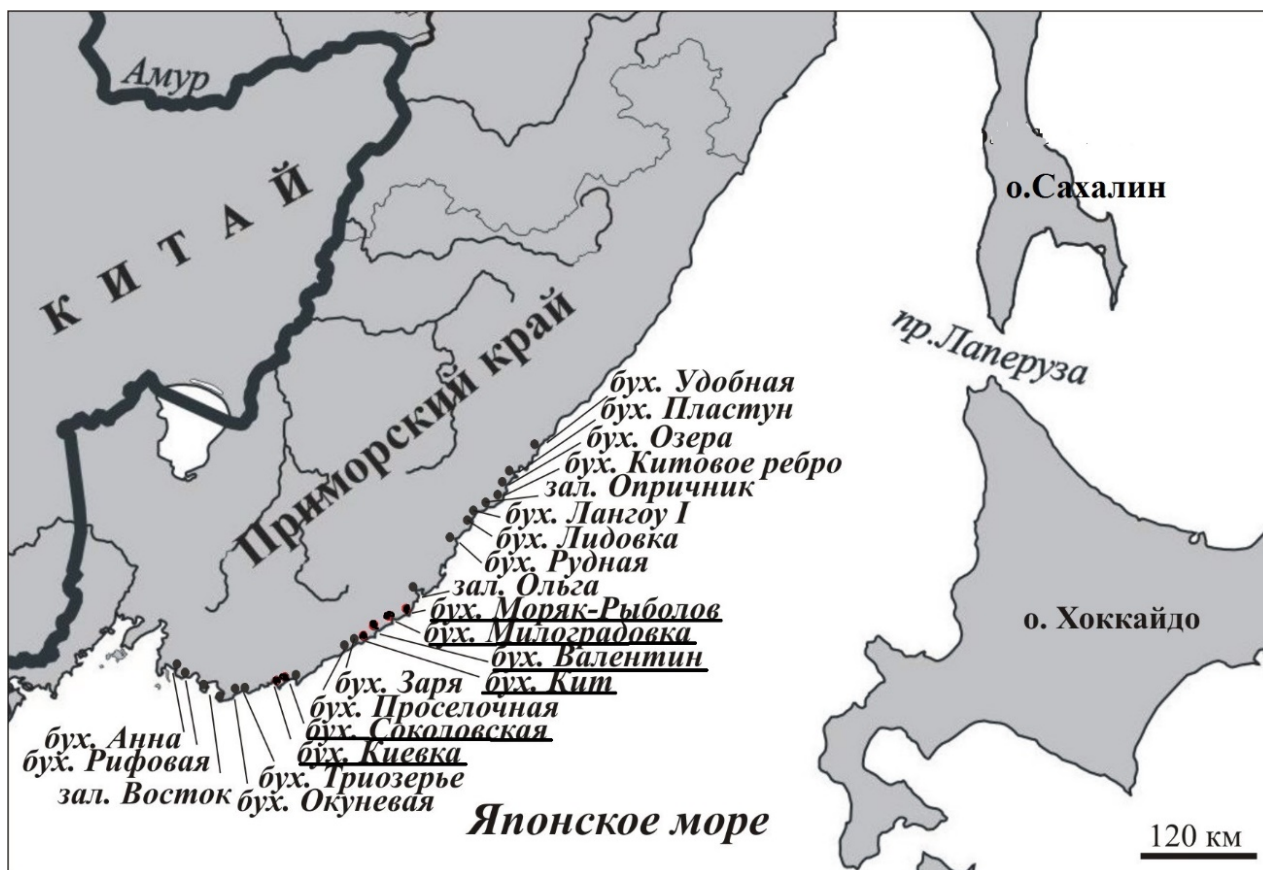 Амур
КИТАЙ
Приморский край
о.Сахалин
пр.Лаперуза
о. Хоккайдо
бух. Удобная
бух. Пластун
бух. Озера
бух. Китовое ребро
зал. Опричник
бух. Лангоу I
бух. Лидовка
бух. Рудная
зал. Ольга
бух. Моряк-Рыболов
бух. Милоградовка
бух. Валентин
бух. Кит
бух. Заря
бух. Проселочная
бух. Соколовская
бух. Киевка
бух. Триозерье
бух. Окуневая
бух. Анна
бух. Рифовая
зал. Восток
Японское море
120 км